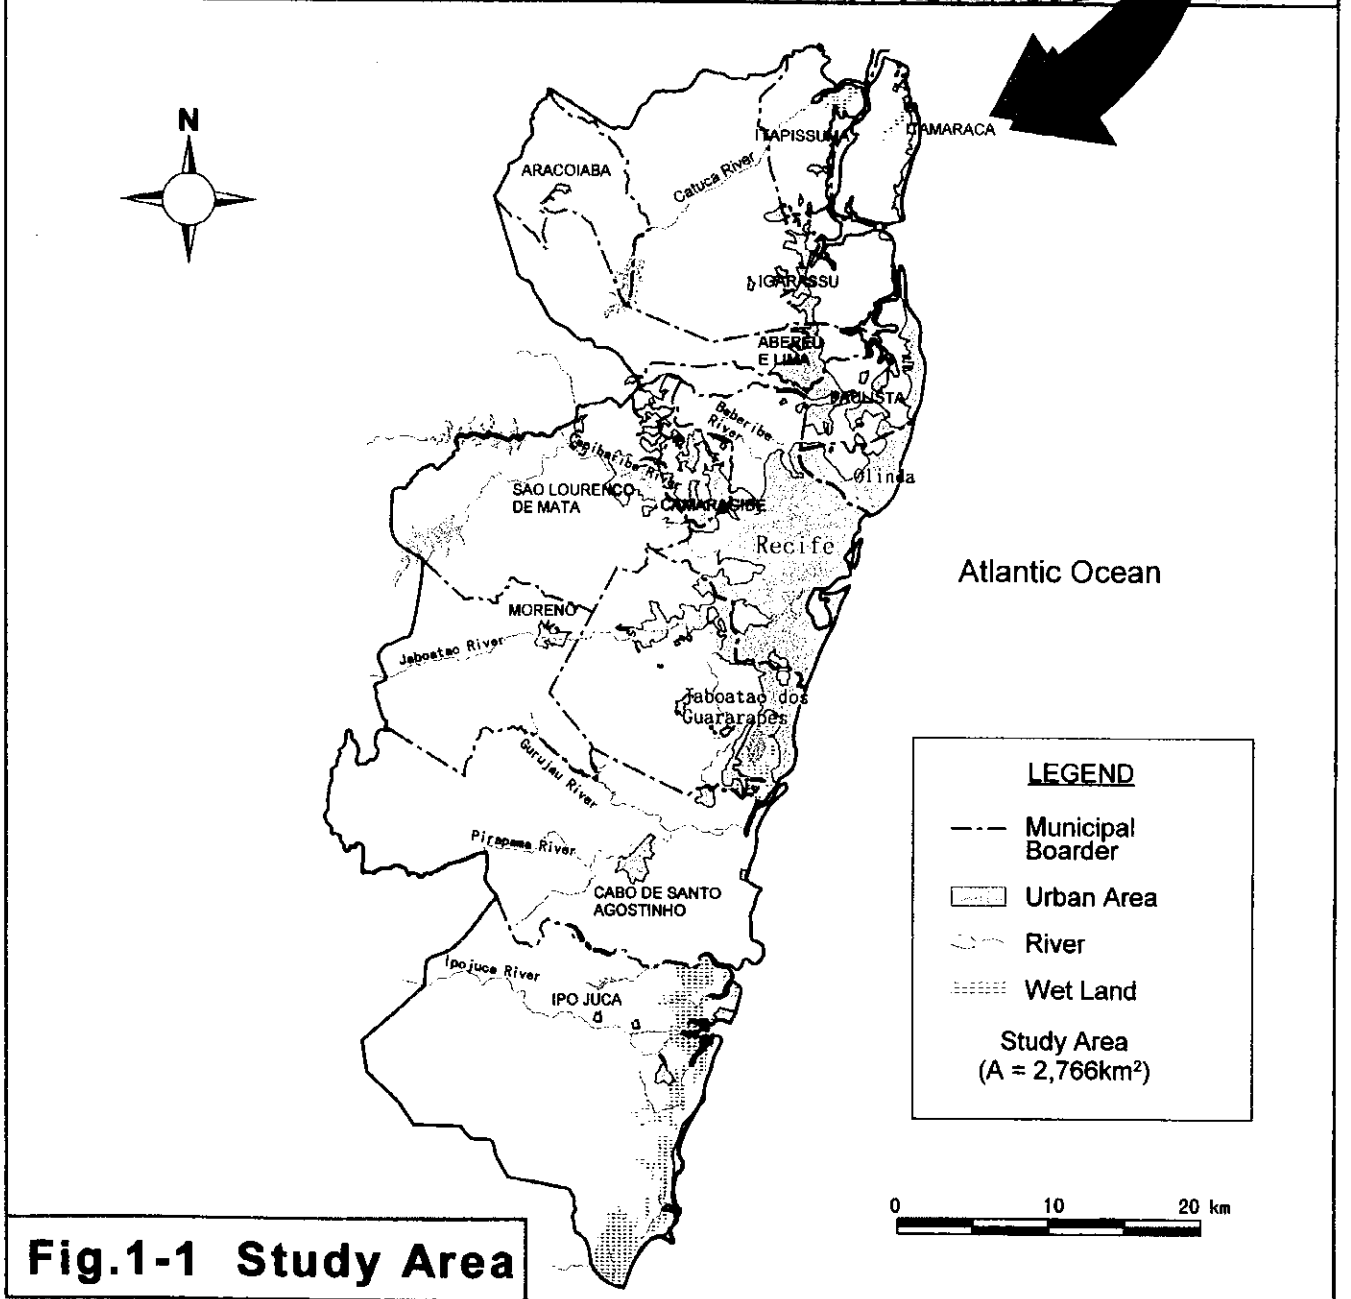 N
ITAPISSUMA
ITAMARACA
ARACOIABA
Catuca River
IGARASSU
ABEREU
E LIMA
PAULISTA
Beberibe
River
Capibaribe River
Olinda
SAO LOURENCO
DE MATA
CAMARAGIBE
Recife
Atlantic Ocean
MORENO
Jaboatao River
Jaboatao dos
Guararapes
Gurujau River
Pirapama River
CABO DE SANTO
AGOSTINHO
Ipojuca River
IPO JUCA
LEGEND
Municipal
Boarder
Urban Area
River
Wet Land
Study Area
(A = 2,766km²)
0 10 20 km
Fig.1-1 Study Area